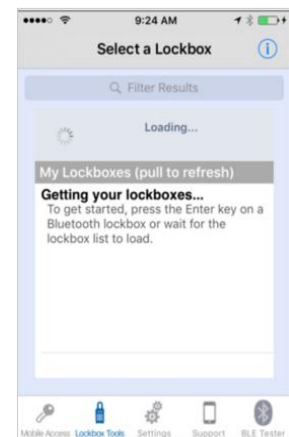 9:24 AM
Select a Lockbox
Filter Results
Loading...
My Lockboxes (pull to refresh)
Getting your lockboxes...
To get started, press the Enter key on a
Bluetooth lockbox or wait for the
lockbox list to load.
Mobile Access Lockbox Tools Settings Support BLE Tester